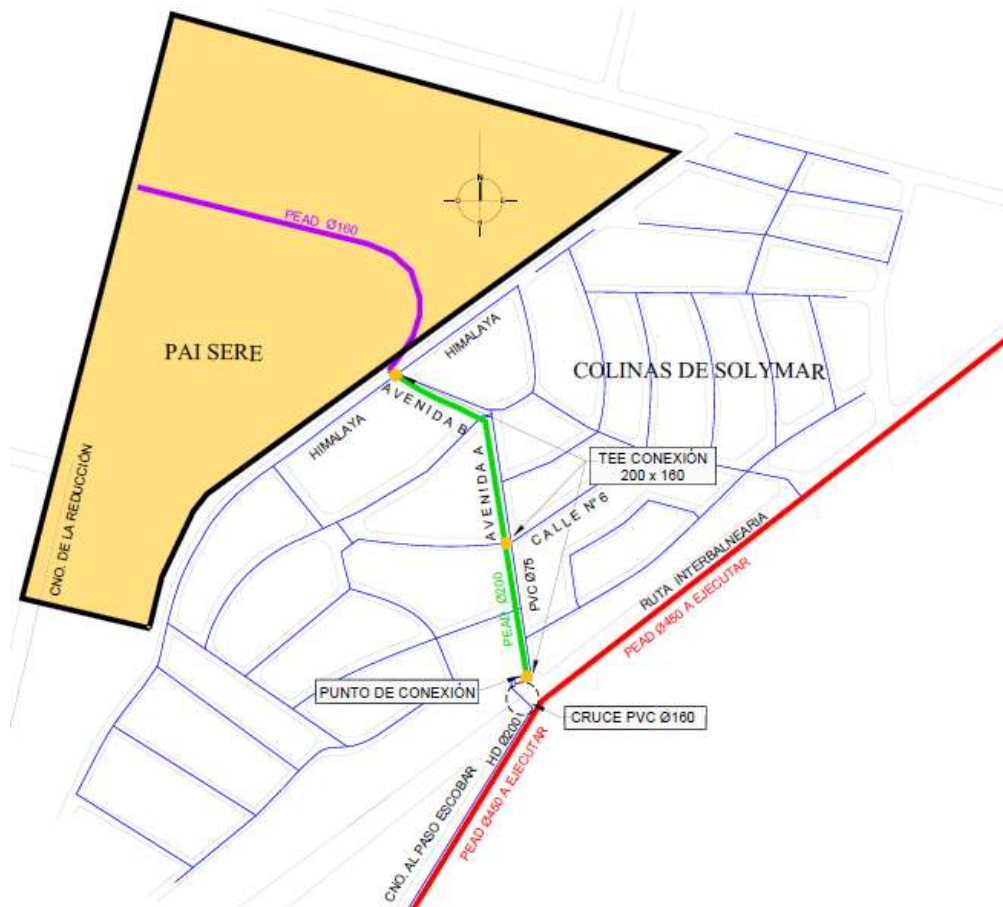 N
O
E
S
PEAD Ø160
PAI SERE
HIMALAYA
COLINAS DE SOLYMAR
AVENIDA B
HIMALAYA
TEE CONEXIÓN
200 x 160
AVENIDA A
CALLE Nº 6
CNO. DE LA REDUCCIÓN
PVC Ø75
PEAD Ø200
RUTA INTERBALNEARIA
PEAD Ø450 A EJECUTAR
PUNTO DE CONEXIÓN
CRUCE PVC Ø160
HD Ø200
CNO. AL PASO ESCOBAR
PEAD Ø450 A EJECUTAR